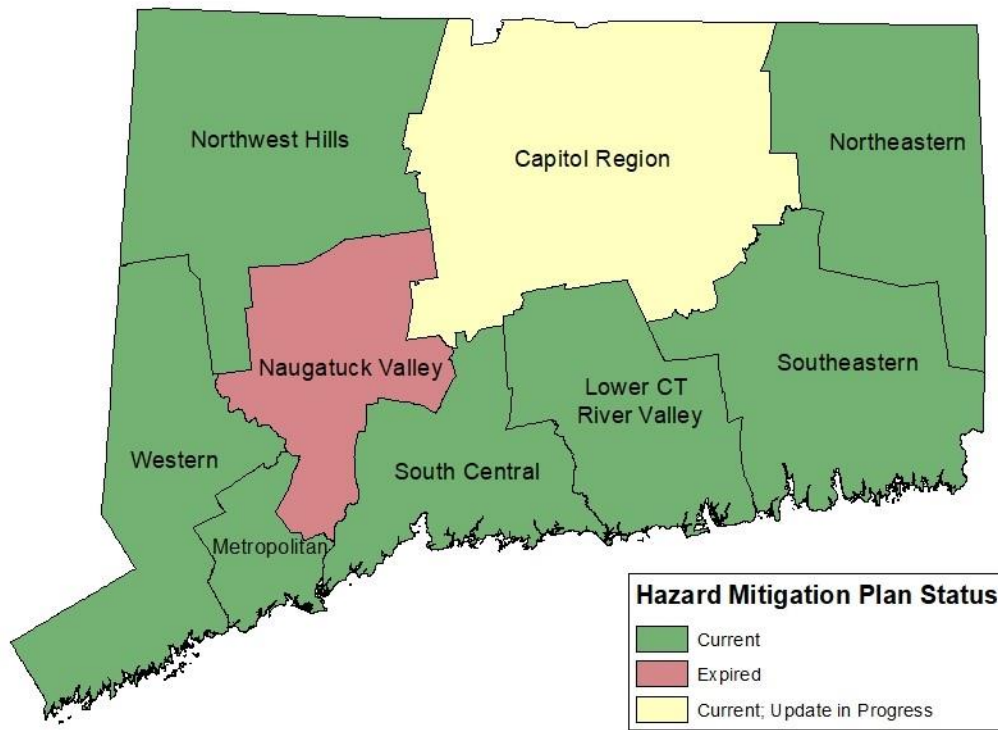 Northwest Hills
Capitol Region
Northeastern
Naugatuck Valley
Lower CT
River Valley
Southeastern
Western
South Central
Metropolitan
Hazard Mitigation Plan Status
Current
Expired
Current; Update in Progress